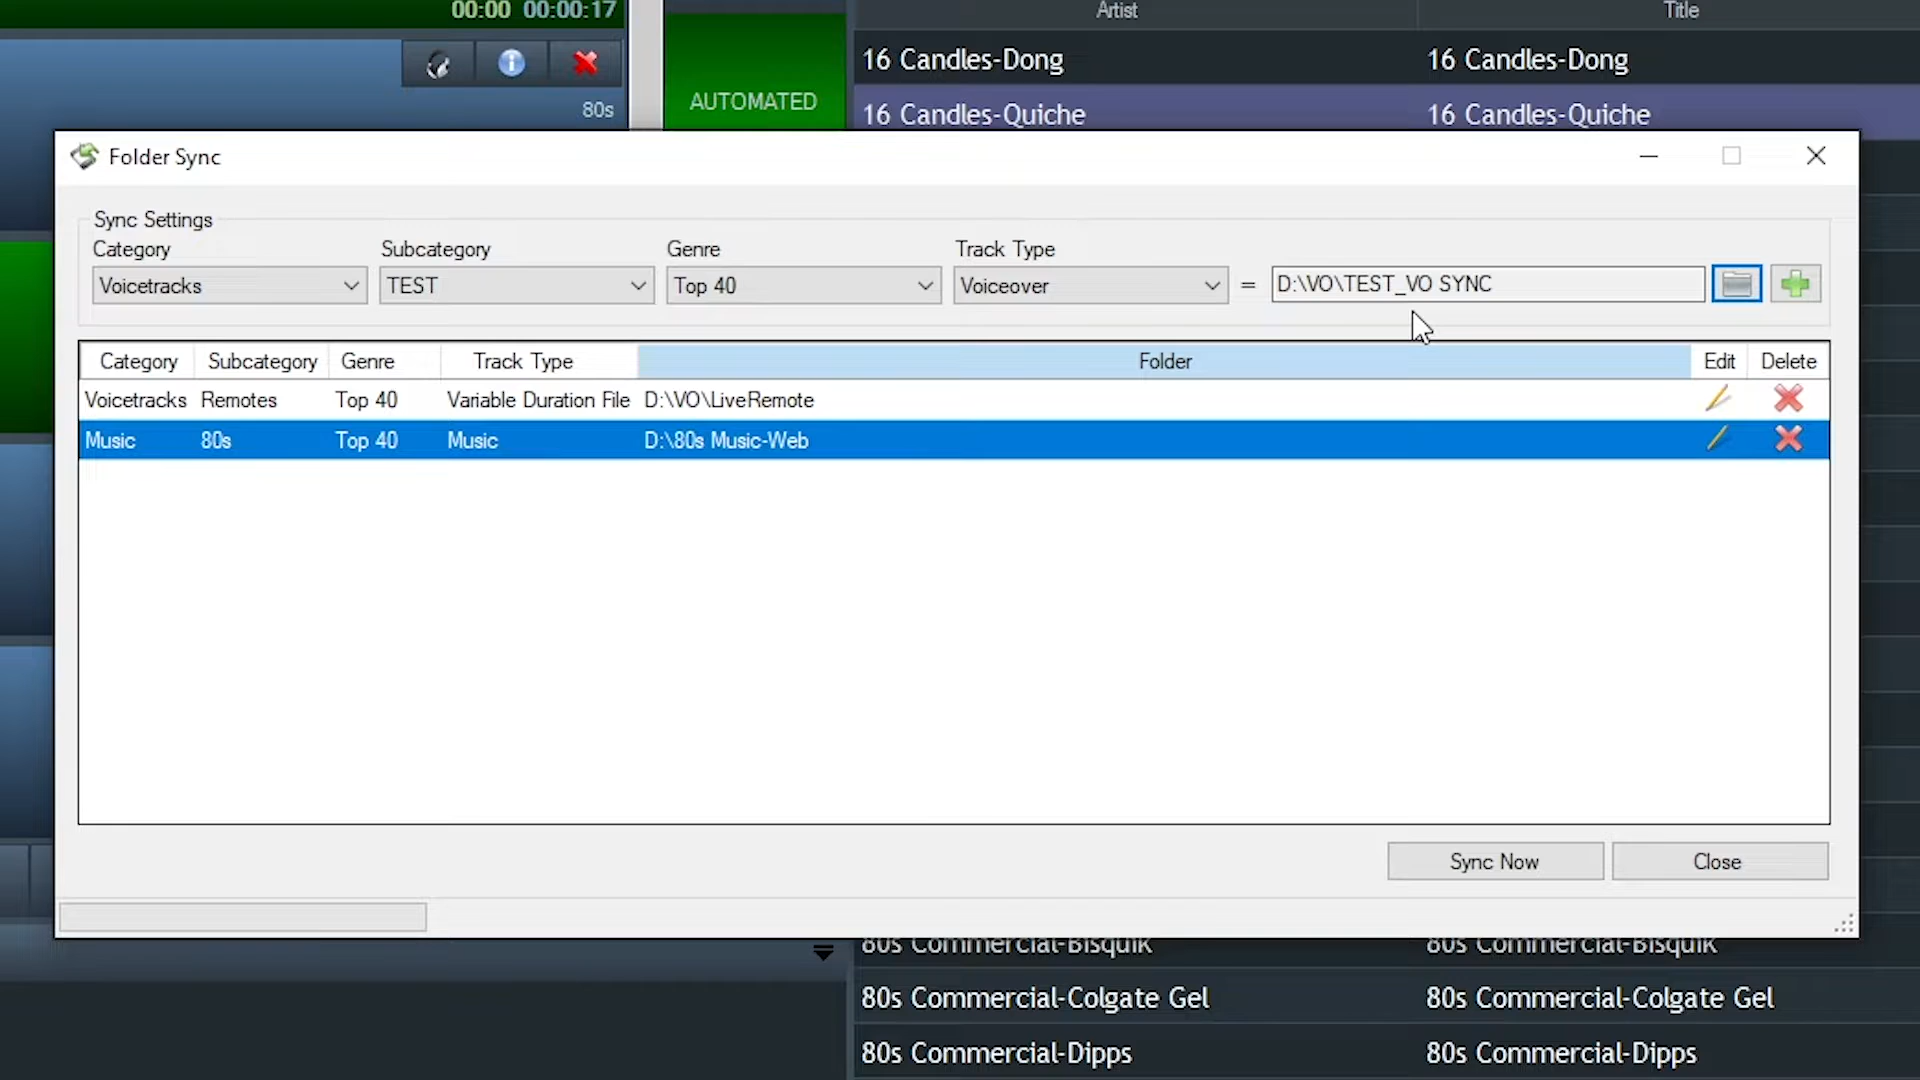 00:00 00:00:17
80s
AUTOMATED
Artist Title
16 Candles-Dong 16 Candles-Dong
16 Candles-Quiche 16 Candles-Quiche
Folder Sync
Sync Settings
Category Subcategory Genre Track Type
Voicetracks TEST Top 40 Voiceover = D:\VO\TEST_VO SYNC
Category Subcategory Genre Track Type Folder Edit Delete
Voicetracks Remotes Top 40 Variable Duration File D:\VO\LiveRemote
Music 80s Top 40 Music D:\80s Music-Web
Sync Now Close
80s Commercial-Bisquik 80s Commercial-Bisquik
80s Commercial-Colgate Gel 80s Commercial-Colgate Gel
80s Commercial-Dipps 80s Commercial-Dipps